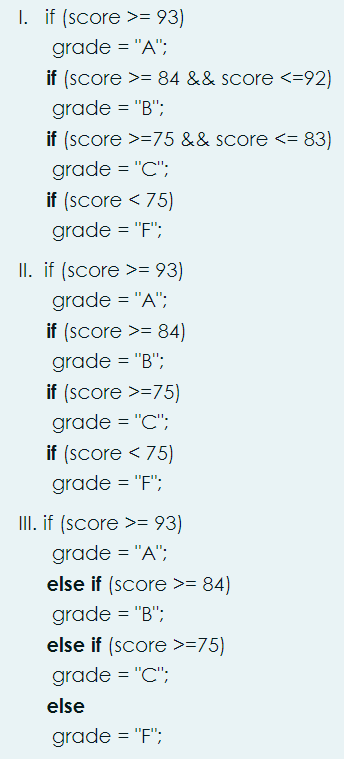 I. if (score >= 93)
grade = "A";
if (score >= 84 && score <=92)
grade = "B";
if (score >=75 && score <= 83)
grade = "C";
if (score < 75)
grade = "F";
II. if (score >= 93)
grade = "A";
if (score >= 84)
grade = "B";
if (score >=75)
grade = "C";
if (score < 75)
grade = "F";
III. if (score >= 93)
grade = "A";
else if (score >= 84)
grade = "B";
else if (score >=75)
grade = "C";
else
grade = "F";